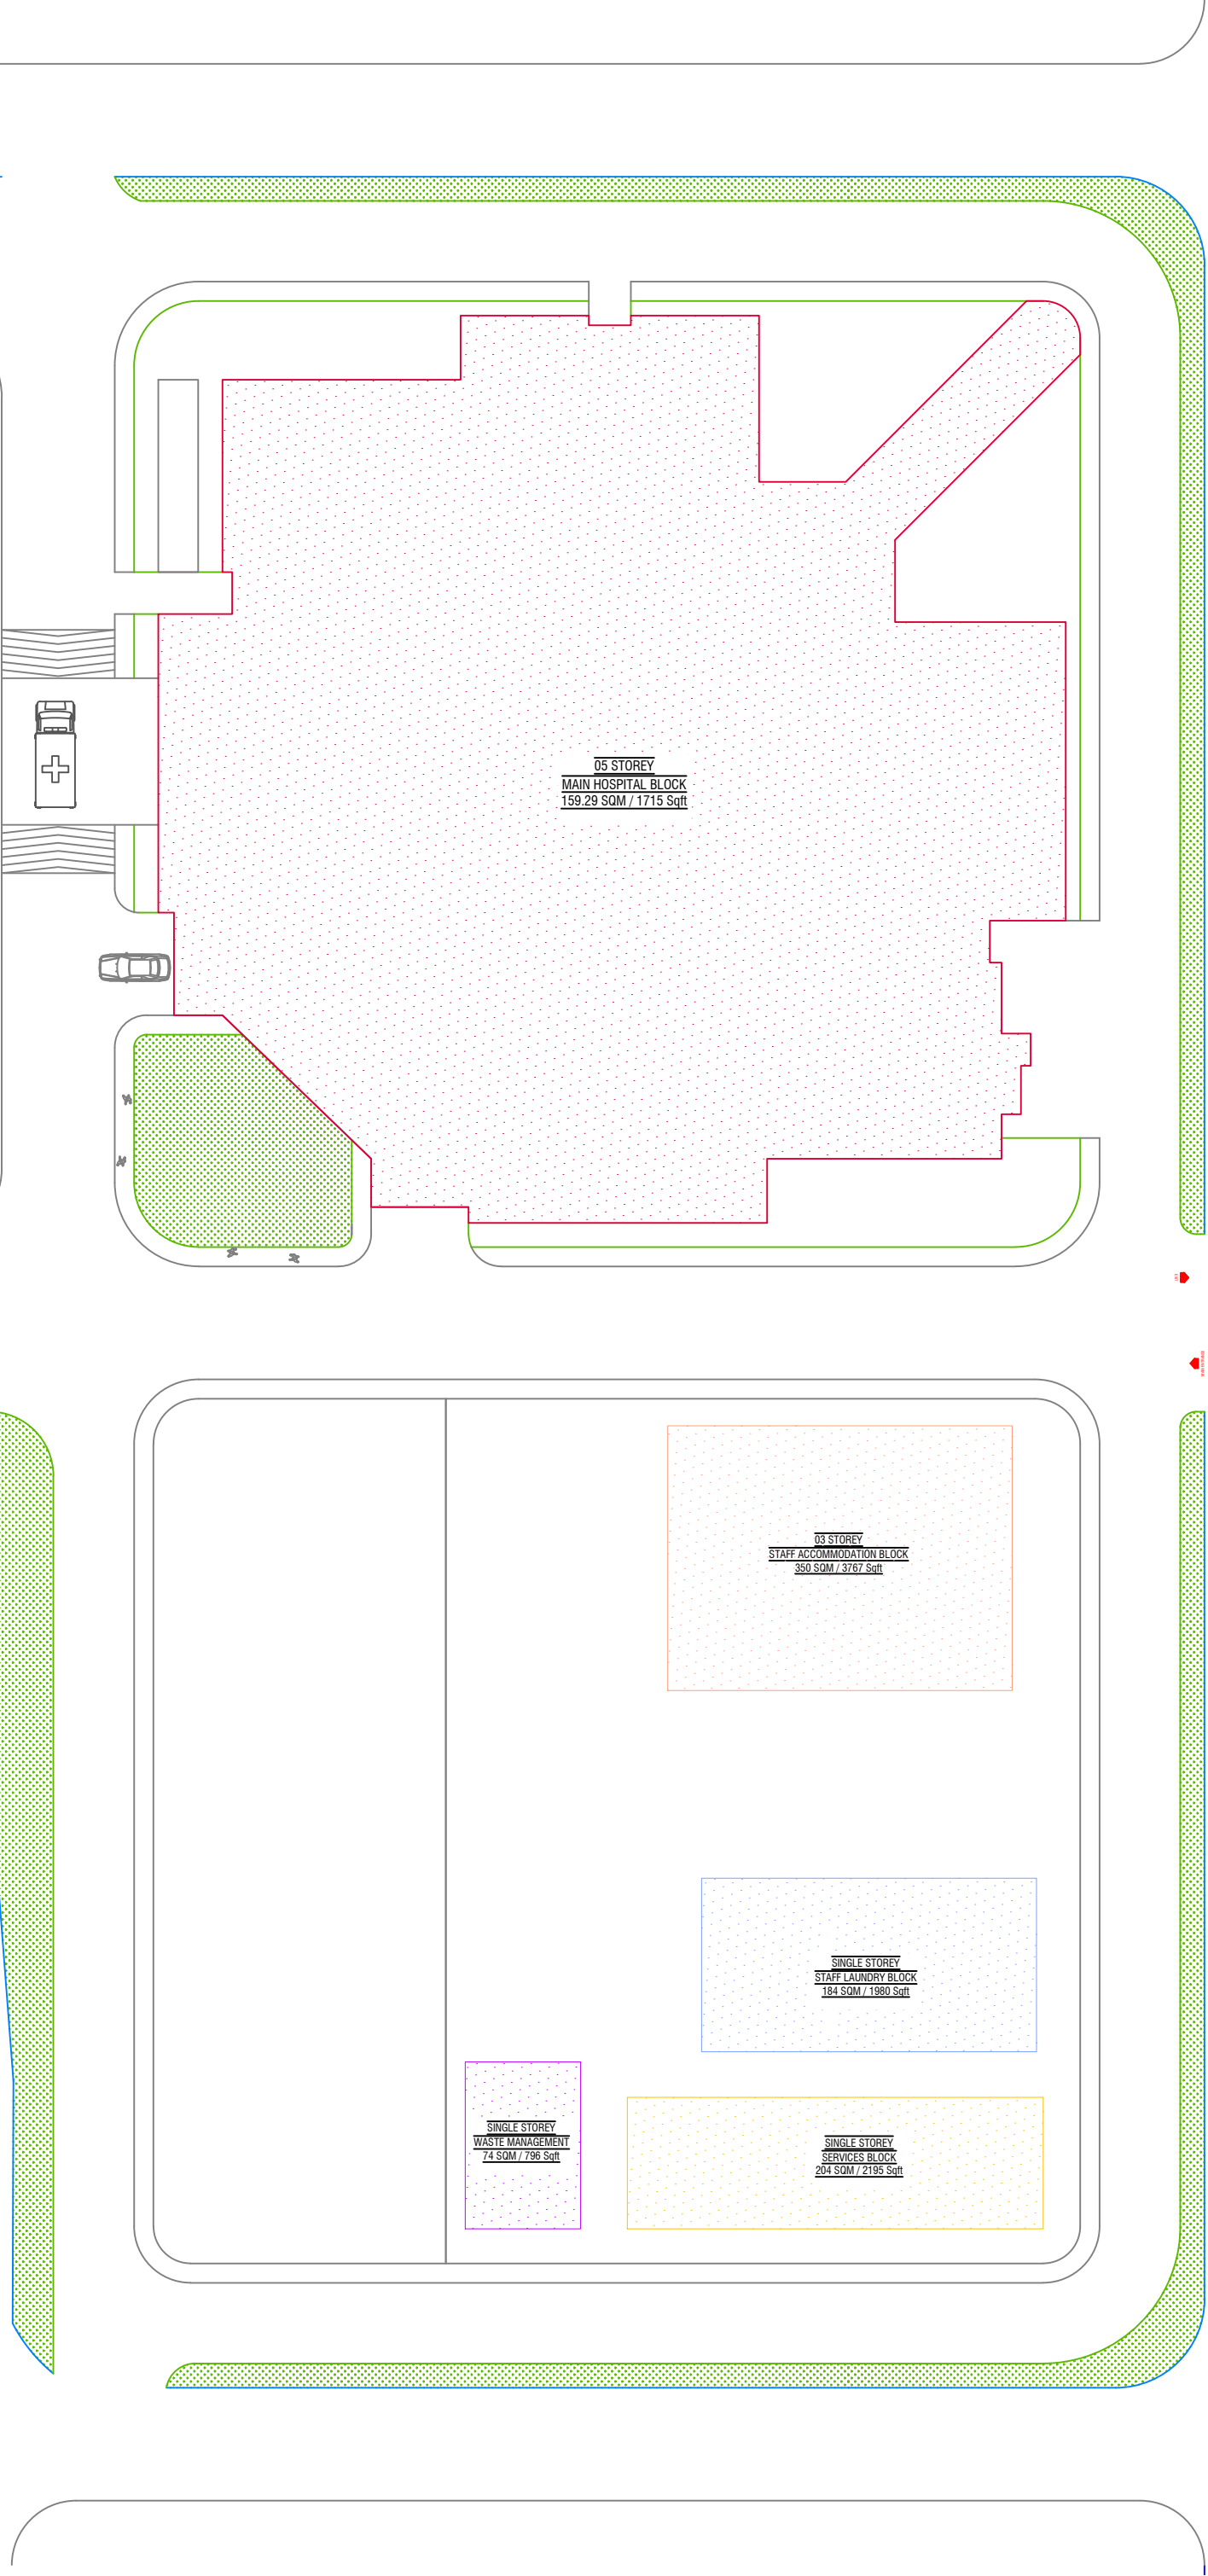 05 STOREY
MAIN HOSPITAL BLOCK
159.29 SQM / 1715 Sqft
03 STOREY
STAFF ACCOMMODATION BLOCK
350 SQM / 3767 Sqft
SINGLE STOREY
STAFF LAUNDRY BLOCK
184 SQM / 1980 Sqft
SINGLE STOREY
WASTE MANAGEMENT
74 SQM / 796 Sqft
SINGLE STOREY
SERVICES BLOCK
204 SQM / 2195 Sqft